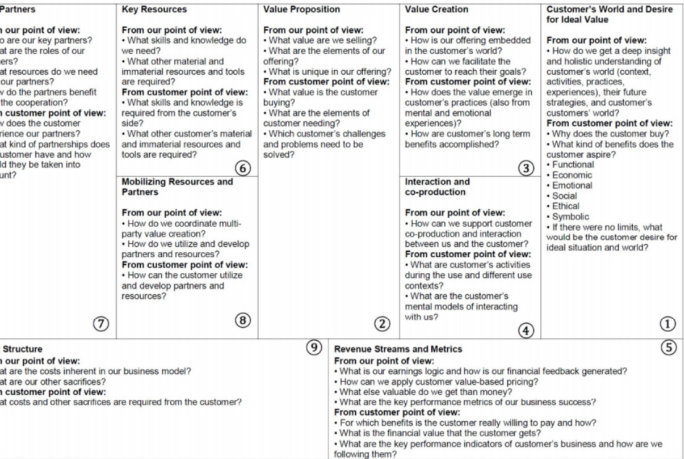 Partners
our point of view:
are our key partners?
are the roles of our
resources do we need
our partners?
do the partners benefit
the cooperation?
customer point of view:
does the customer
our partners?
kind of partnerships does
customer have and how
they be taken into
⑦
Key Resources
From our point of view:
• What skills and knowledge do
we need?
• What other material and
immaterial resources and tools
are required?
From customer point of view:
• What skills and knowledge is
required from the customer's
side?
• What other customer's material
and immaterial resources and
tools are required?
⑥
Mobilizing Resources and
Partners
From our point of view:
• How do we coordinate multi-
party value creation?
• How do we utilize and develop
partners and resources?
From customer point of view:
• How can the customer utilize
and develop partners and
resources?
⑧
Value Proposition
From our point of view:
• What value are we selling?
• What are the elements of our
offering?
• What is unique in our offering?
From customer point of view:
• What value is the customer
buying?
• What are the elements of
customer needing?
• Which customer's challenges
and problems need to be
solved?
②
Value Creation
From our point of view:
• How is our offering embedded
in the customer's world?
• How can we facilitate the
customer to reach their goals?
From customer point of view:
• How does the value emerge in
customer's practices (also from
mental and emotional
experiences)?
• How are customer's long term
benefits accomplished?
③
Interaction and
co-production
From our point of view:
• How can we support customer
co-production and interaction
between us and the customer?
From customer point of view:
• What are customer's activities
during the use and different use
contexts?
• What are the customer's
mental models of interacting
with us?
④
Customer's World and Desire
for Ideal Value
From our point of view:
• How do we get a deep insight
and holistic understanding of
customer's world (context,
activities, practices,
experiences), their future
strategies, and customer's
customers' world?
From customer point of view:
• Why does the customer buy?
• What kind of benefits does the
customer aspire?
• Functional
• Economic
• Emotional
• Social
• Ethical
• Symbolic
• If there were no limits, what
would be the customer desire for
ideal situation and world?
①
Structure
our point of view:
are the costs inherent in our business model?
are our other sacrifices?
customer point of view:
costs and other sacrifices are required from the customer?
⑨
Revenue Streams and Metrics
From our point of view:
• What is our earnings logic and how is our financial feedback generated?
• How can we apply customer value-based pricing?
• What else valuable do we get than money?
• What are the key performance metrics of our business success?
From customer point of view:
• For which benefits is the customer really willing to pay and how?
• What is the financial value that the customer gets?
• What are the key performance indicators of customer's business and how are we
following them?
⑤